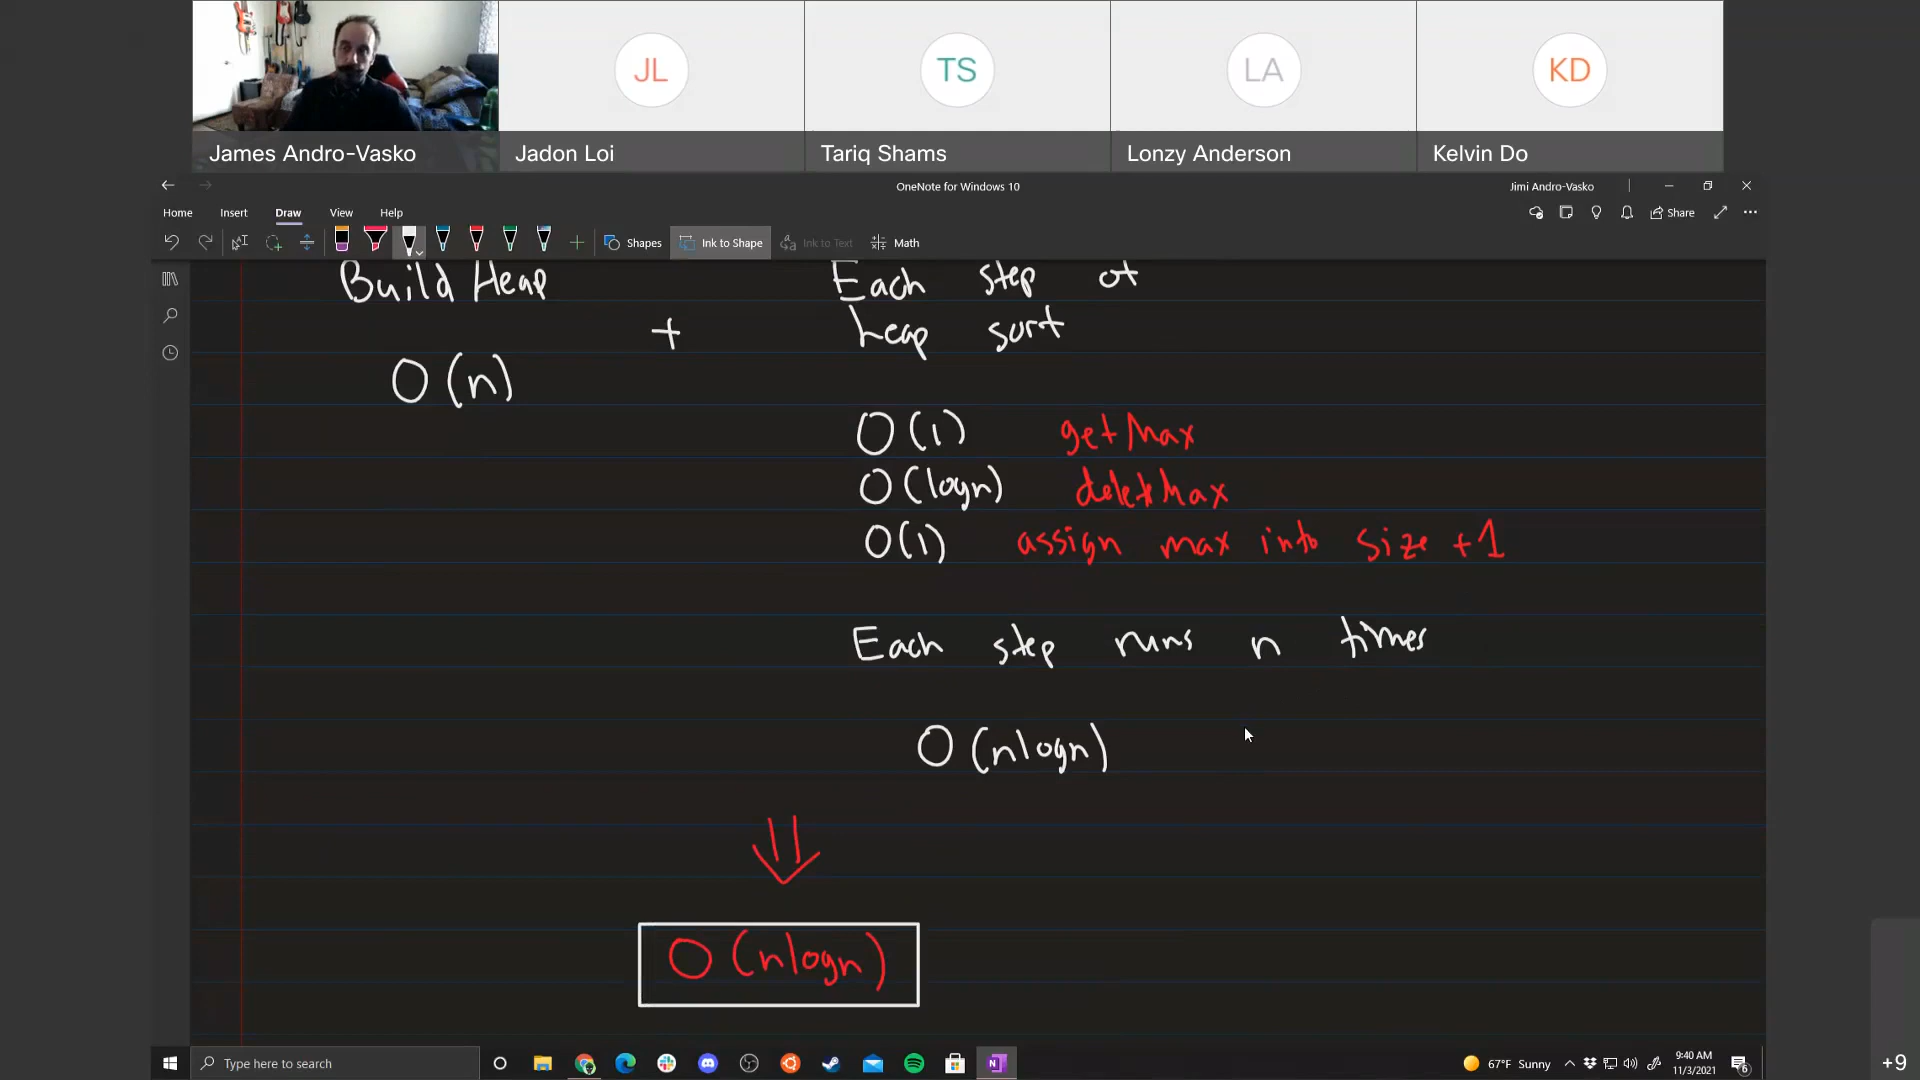 JL
TS
LA
KD
James Andro-Vasko
Jadon Loi
Tariq Shams
Lonzy Anderson
Kelvin Do
OneNote for Windows 10
Jimi Andro-Vasko
Home Insert Draw View Help
Share
Shapes
Ink to Shape
Ink to Text
Math
Build Heap
+
Each step of
heap sort
O(n)
O(1) getMax
O(logn) deleteMax
O(1) assign max into size +1
Each step runs n times
O(nlogn)
O(nlogn)
Type here to search
67°F Sunny
9:40 AM
11/3/2021
6
+9